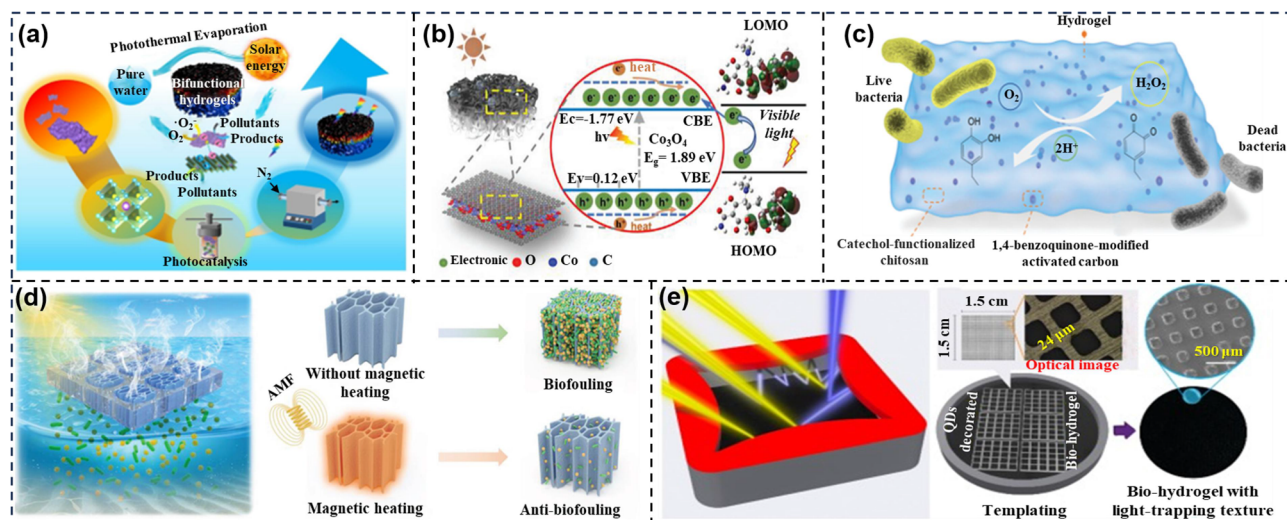 (a)
Photothermal Evaporation
Solar
energy
Pure
water
Bifunctional
hydrogels
·O₂⁻
O₂
Pollutants
Products
Products
Pollutants
N₂
Photocatalysis
(b)
heat
e⁻ e⁻ e⁻ e⁻ e⁻ e⁻
Ec=-1.77 eV
CBE
hv
Co₃O₄
Eg= 1.89 eV
Ev=0.12 eV
VBE
h⁺ h⁺ h⁺ h⁺ h⁺ h⁺
heat
LOMO
Visible
light
e⁻
e⁻
HOMO
Electronic O Co C
(c)
Hydrogel
Live
bacteria
O₂
H₂O₂
2H⁺
OH
OH
O
O
Dead
bacteria
Catechol-functionalized
chitosan
1,4-benzoquinone-modified
activated carbon
(d)
Without magnetic
heating
Biofouling
AMF
Magnetic heating
Anti-biofouling
(e)
1.5 cm
1.5 cm
24 μm
Optical image
500 μm
QDs
decorated
Bio-hydrogel
Templating
Bio-hydrogel with
light-trapping texture